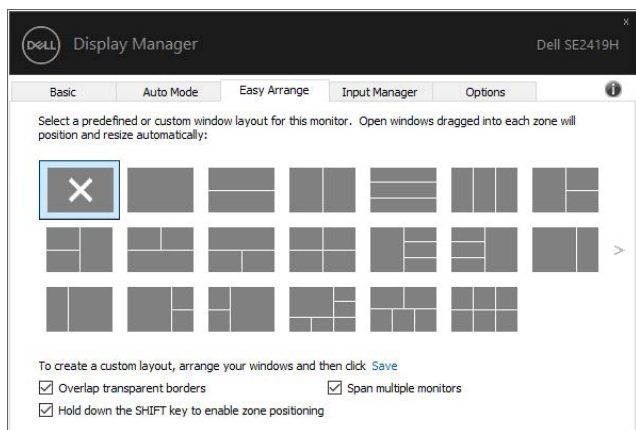 x
DELL Display Manager Dell SE2419H
Basic Auto Mode Easy Arrange Input Manager Options i
Select a predefined or custom window layout for this monitor. Open windows dragged into each zone will
position and resize automatically:
>
To create a custom layout, arrange your windows and then click Save
Overlap transparent borders Span multiple monitors
Hold down the SHIFT key to enable zone positioning